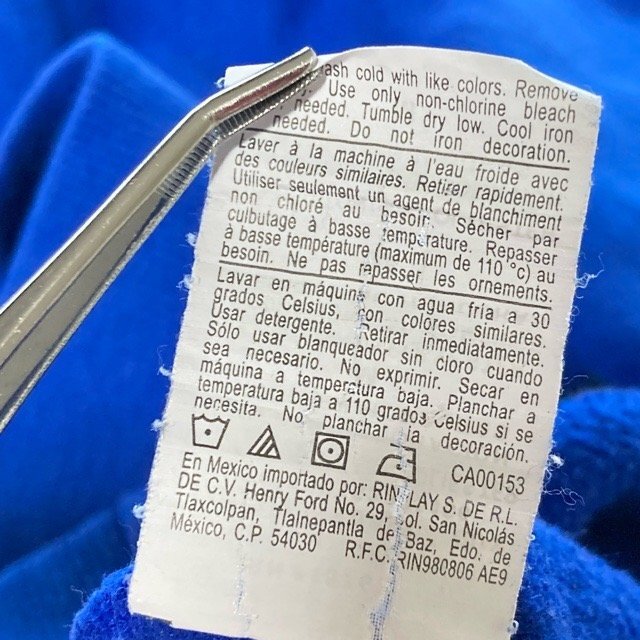 ash cold with like colors. Remove
Use only non-chlorine bleach
needed. Tumble dry low. Cool iron
needed. Do not iron decoration.
Laver à la machine à l'eau froide avec
des couleurs similaires. Retirer rapidement.
Utiliser seulement un agent de blanchiment
non chloré au besoin. Sécher par
culbutage à basse température. Repasser
à basse température (maximum de 110 °c) au
besoin. Ne pas repasser les ornements.
Lavar en máquina con agua fría a 30
grados Celsius, con colores similares.
Usar detergente. Retirar inmediatamente.
Sólo usar blanqueador sin cloro cuando
sea necesario. No exprimir. Secar en
máquina a temperatura baja. Planchar a
temperatura baja a 110 grados Celsius si se
necesita. No planchar la decoración.
CA00153
En Mexico importado por: RINPLAY S. DE R.L.
DE C.V. Henry Ford No. 29, Col. San Nicolás
Tlaxcolpan, Tlalnepantla de Baz, Edo. de
México, C.P. 54030 R.F.C. RIN980806 AE9